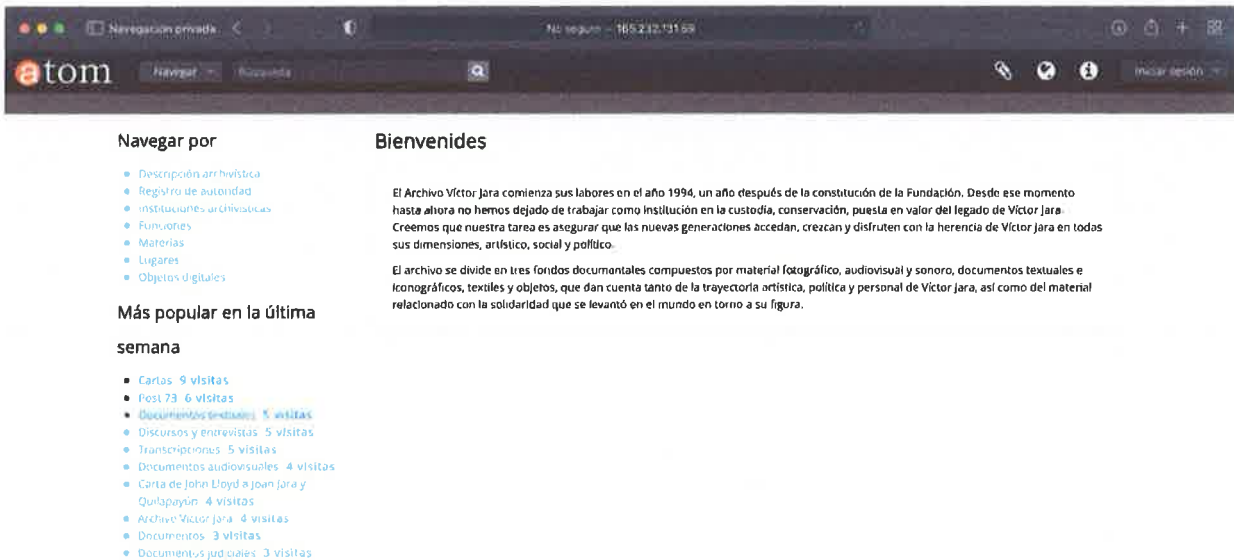 Navegación privada
No seguro — 165.232.131.69
atom
Navegar
Búsqueda
Iniciar sesión
Navegar por
Descripción archivística
Registro de autoridad
Instituciones archivísticas
Funciones
Materias
Lugares
Objetos digitales
Más popular en la última
semana
Cartas 9 visitas
Post 73 6 visitas
Documentos textuales 5 visitas
Discursos y entrevistas 5 visitas
Transcripciones 5 visitas
Documentos audiovisuales 4 visitas
Carta de John Lloyd a Joan Jara y
Quilapayún 4 visitas
Archivo Víctor Jara 4 visitas
Documentos 3 visitas
Documentos judiciales 3 visitas
Bienvenides
El Archivo Víctor Jara comienza sus labores en el año 1994, un año después de la constitución de la Fundación. Desde ese momento
hasta ahora no hemos dejado de trabajar como institución en la custodia, conservación, puesta en valor del legado de Víctor Jara.
Creemos que nuestra tarea es asegurar que las nuevas generaciones accedan, crezcan y disfruten con la herencia de Víctor Jara en todas
sus dimensiones, artístico, social y político.
El archivo se divide en tres fondos documentales compuestos por material fotográfico, audiovisual y sonoro, documentos textuales e
iconográficos, textiles y objetos, que dan cuenta tanto de la trayectoria artística, política y personal de Víctor Jara, así como del material
relacionado con la solidaridad que se levantó en el mundo en torno a su figura.